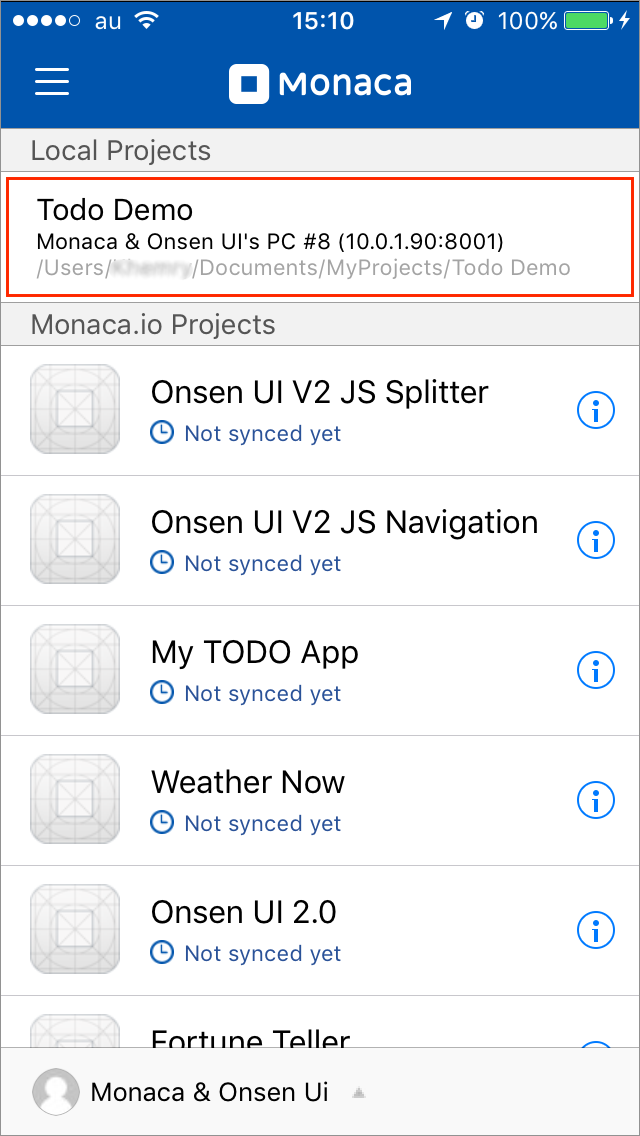 au 15:10 100%
Monaca
Local Projects
Todo Demo
Monaca & Onsen UI's PC #8 (10.0.1.90:8001)
/Users/ /Documents/MyProjects/Todo Demo
Monaca.io Projects
Onsen UI V2 JS Splitter
Not synced yet
Onsen UI V2 JS Navigation
Not synced yet
My TODO App
Not synced yet
Weather Now
Not synced yet
Onsen UI 2.0
Not synced yet
Fortune Teller
Monaca & Onsen Ui